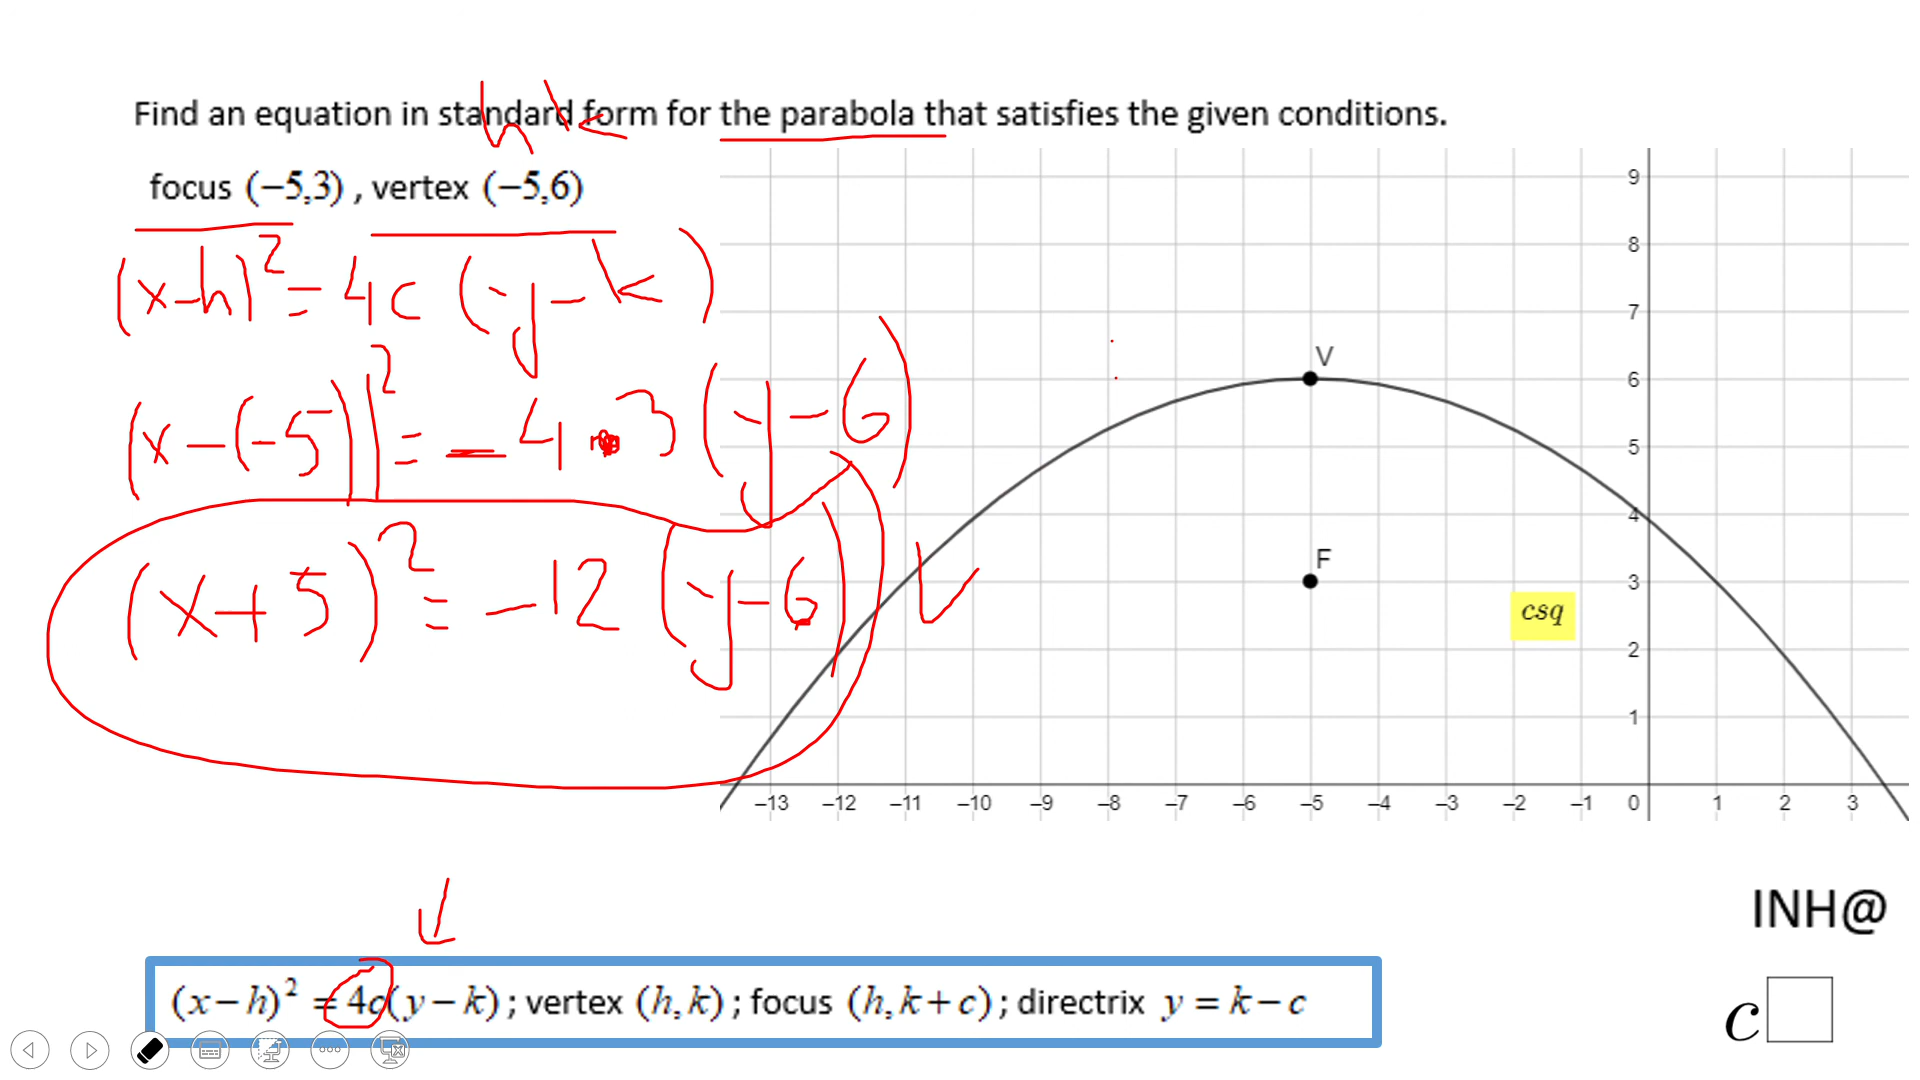 Find an equation in standard form for the parabola that satisfies the given conditions.
h k
focus (−5,3) , vertex (−5,6)
(x-h)² = 4c (y-k)
(x-(-5))² = -4·3 (y-6)
(x+5)² = -12 (y-6)
9
8
7
6
5
4
3
2
1
V
F
csq
−13 −12 −11 −10 −9 −8 −7 −6 −5 −4 −3 −2 −1 0 1 2 3
INH@
(x−h)² = 4c(y−k) ; vertex (h,k) ; focus (h,k+c) ; directrix y = k−c
c